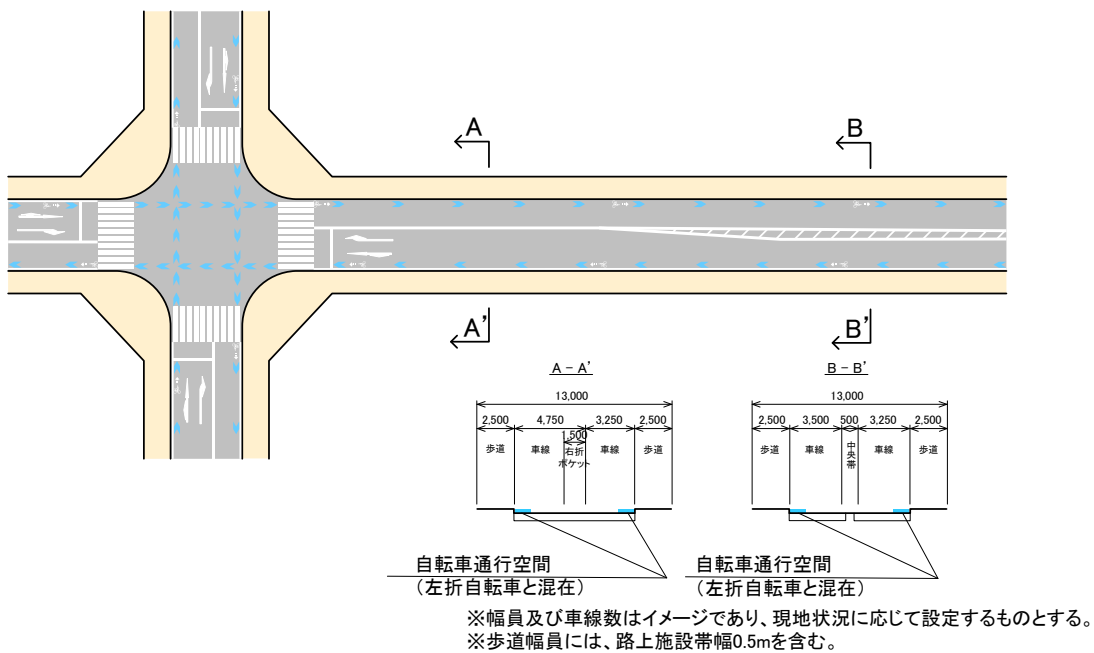 A
B
A'
B'
A－A'
B－B'
13,000
13,000
2,500 4,750 3,250 2,500
2,500 3,500 500 3,250 2,500
1,500
歩道 車線 右折ポケット 車線 歩道
歩道 車線 中央帯 車線 歩道
自転車通行空間
(左折自転車と混在)
自転車通行空間
(左折自転車と混在)
※幅員及び車線数はイメージであり、現地状況に応じて設定するものとする。
※歩道幅員には、路上施設帯幅0.5mを含む。